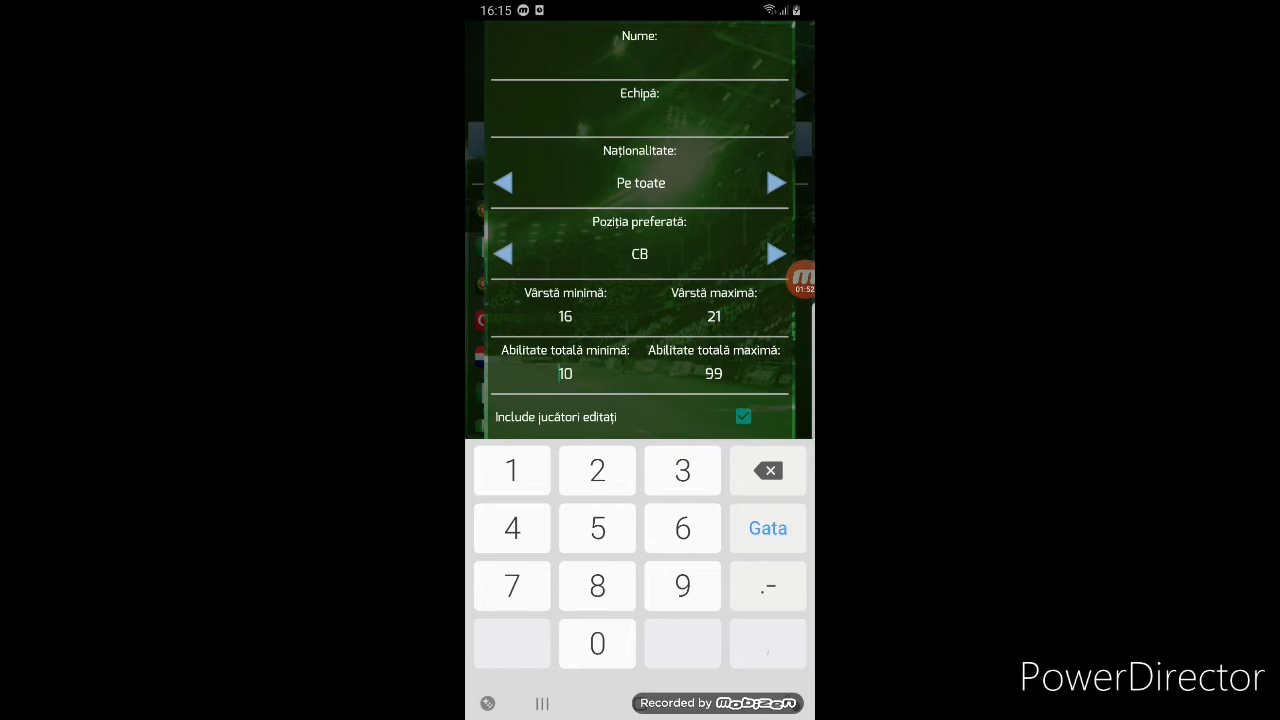 16:15
Nume:
Echipă:
Naționalitate:
Pe toate
Poziția preferată:
CB
Vârstă minimă: Vârstă maximă:
16 21
01:52
Abilitate totală minimă: Abilitate totală maximă:
10 99
Include jucători editați
1 2 3
4 5 6 Gata
7 8 9 .-
0 ,
Recorded by mobizen
PowerDirector